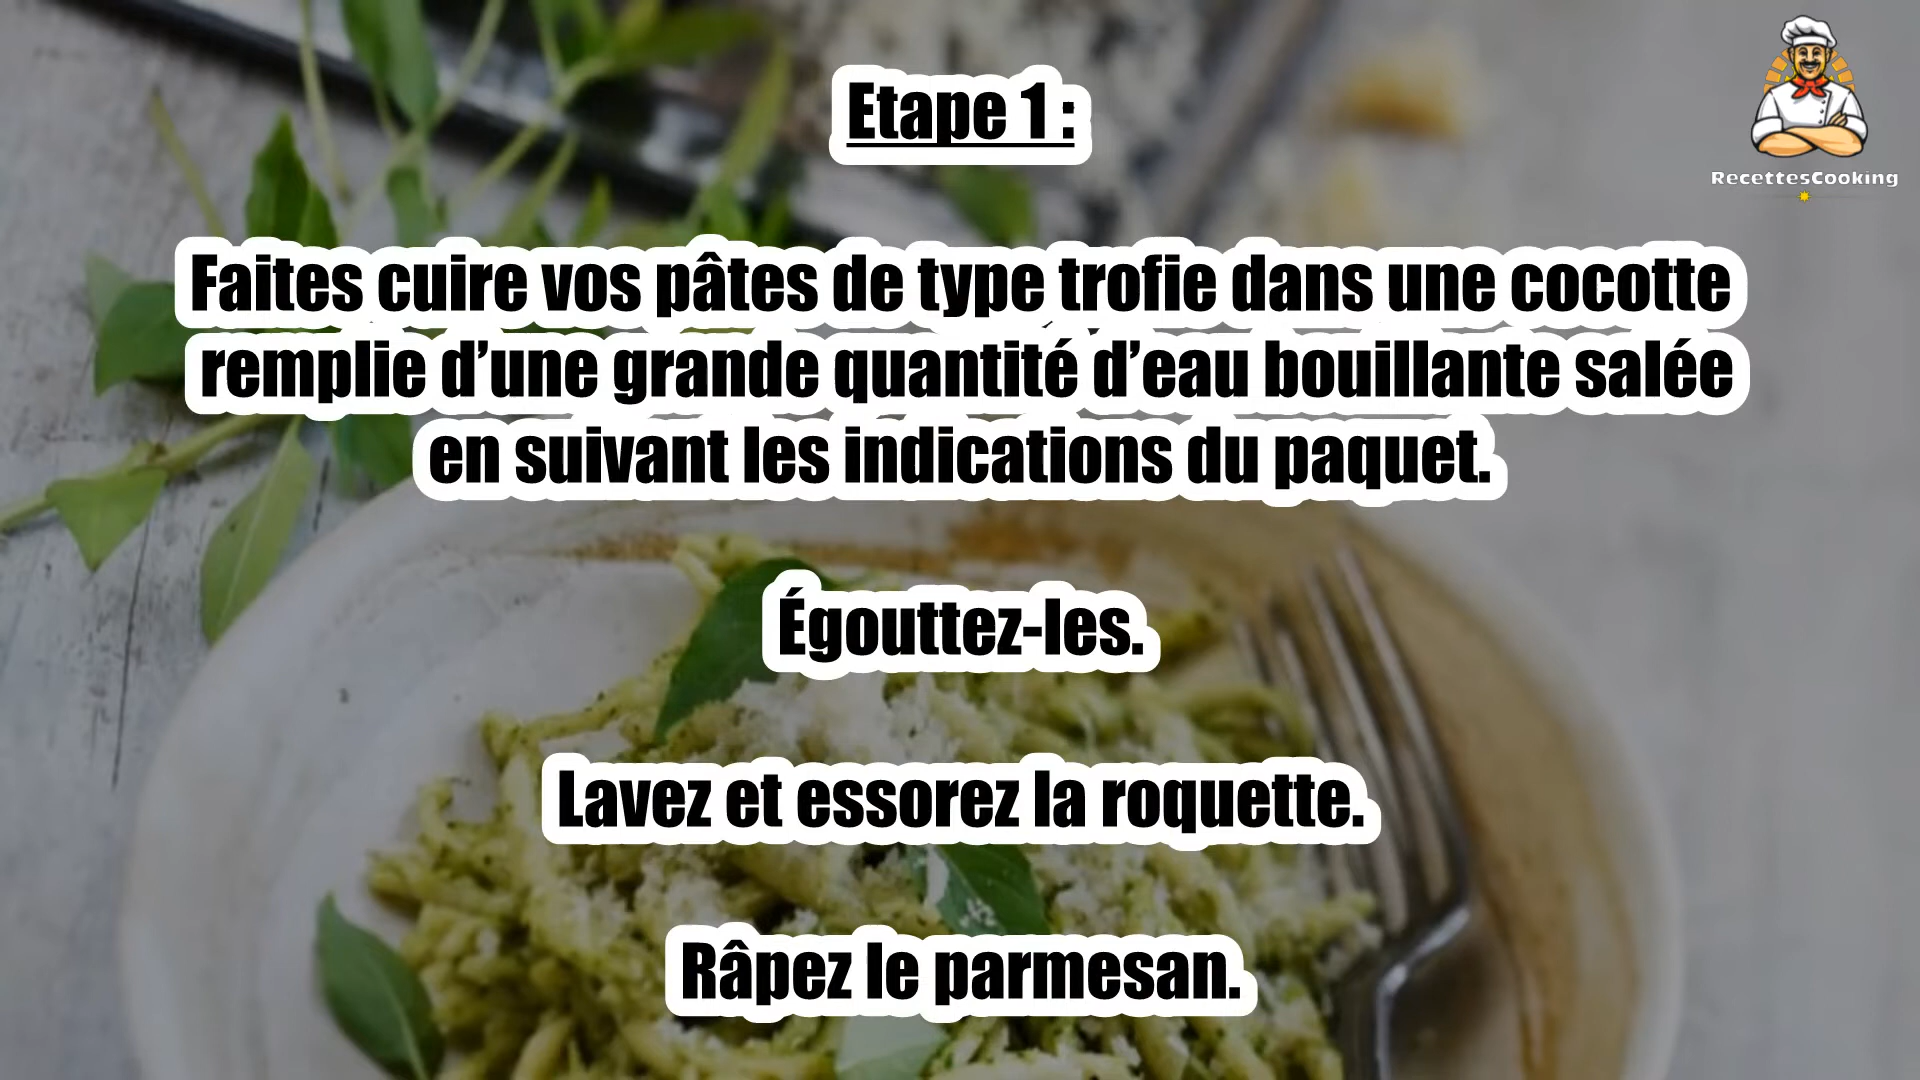 Etape 1 :
RecettesCooking
Faites cuire vos pâtes de type trofie dans une cocotte
remplie d’une grande quantité d’eau bouillante salée
en suivant les indications du paquet.
Égouttez-les.
Lavez et essorez la roquette.
Râpez le parmesan.